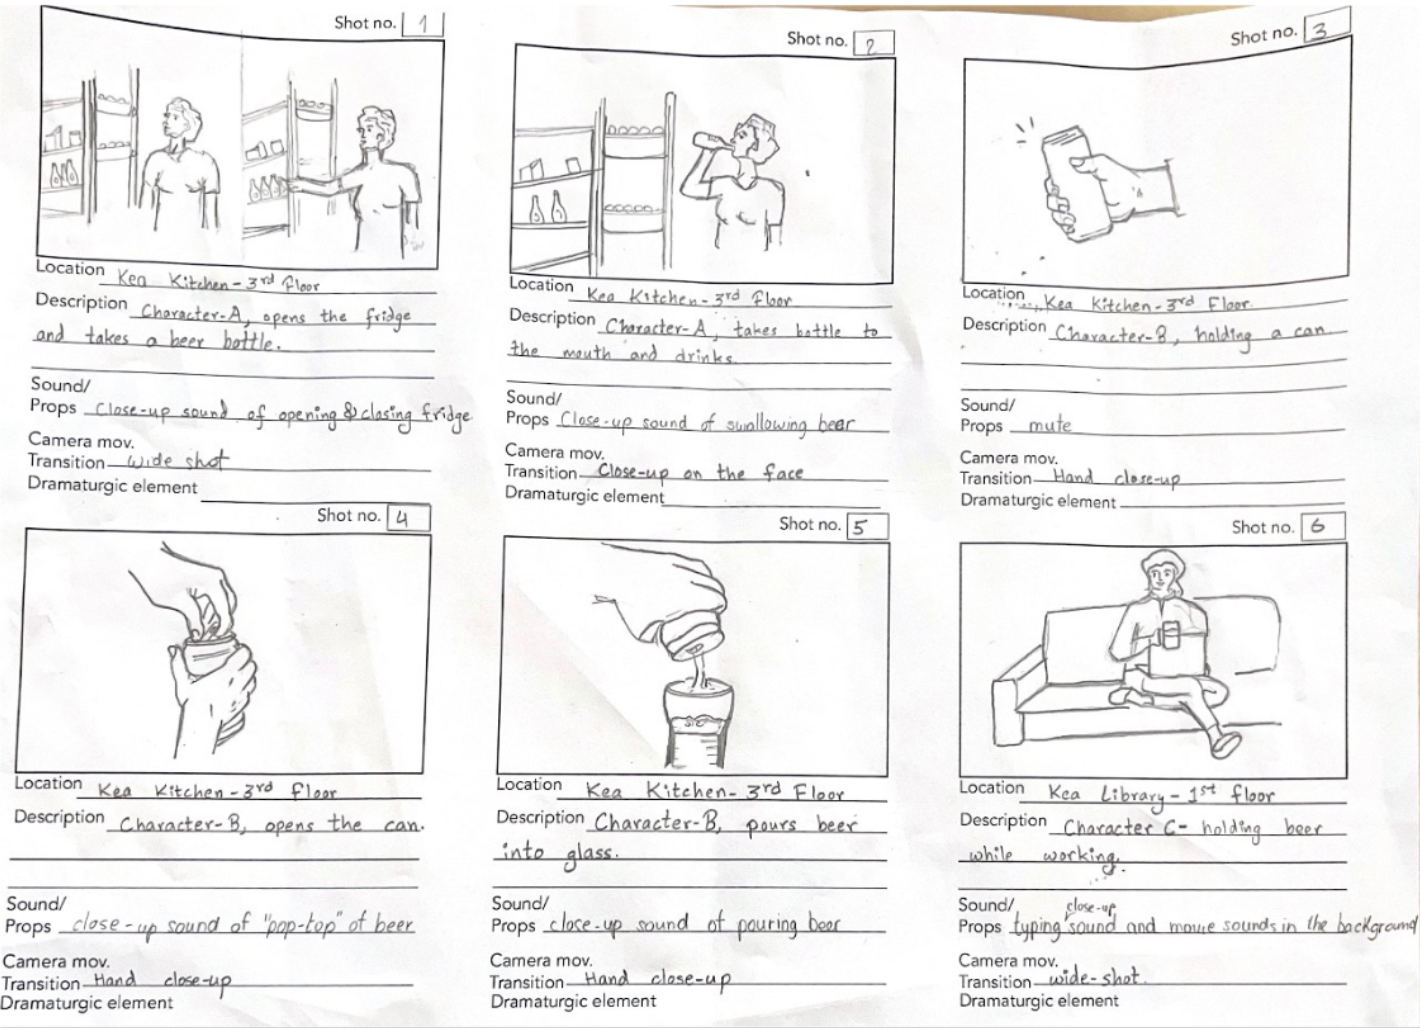 Shot no. 1
Location Kea Kitchen - 3rd floor
Description Character-A, opens the fridge
and takes a beer bottle.
Sound/
Props Close-up sound of opening & closing fridge
Camera mov.
Transition Wide shot
Dramaturgic element
Shot no. 2
Location Kea Kitchen - 3rd floor
Description Character-A, takes bottle to
the mouth and drinks.
Sound/
Props Close-up sound of swallowing beer
Camera mov.
Transition Close-up on the face
Dramaturgic element
Shot no. 3
Location Kea Kitchen - 3rd Floor.
Description Character-B, holding a can.
Sound/
Props mute
Camera mov.
Transition Hand close-up
Dramaturgic element
Shot no. 4
Location Kea Kitchen - 3rd floor
Description Character-B, opens the can.
Sound/
Props close-up sound of "pop-top" of beer
Camera mov.
Transition Hand close-up
Dramaturgic element
Shot no. 5
Location Kea Kitchen - 3rd Floor
Description Character-B, pours beer
into glass.
Sound/
Props close-up sound of pouring beer
Camera mov.
Transition Hand close-up
Dramaturgic element
Shot no. 6
Location Kea Library - 1st floor
Description Character C - holding beer
while working.
Sound/
Props typing close-up sound and mouse sounds in the background
Camera mov.
Transition wide-shot.
Dramaturgic element